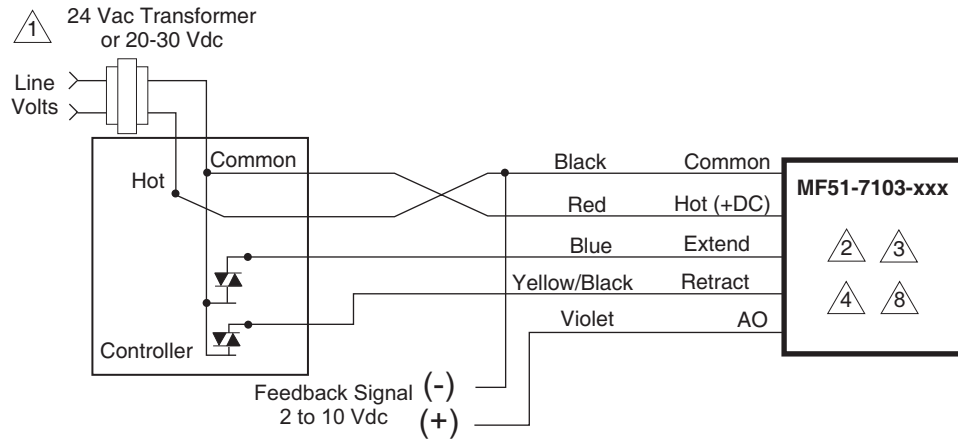 1
24 Vac Transformer
or 20-30 Vdc
Line
Volts
Common
Hot
Controller
Black
Common
Red
Hot (+DC)
Blue
Extend
Yellow/Black
Retract
Violet
AO
MF51-7103-xxx
2 3
4 8
Feedback Signal (-)
2 to 10 Vdc (+)